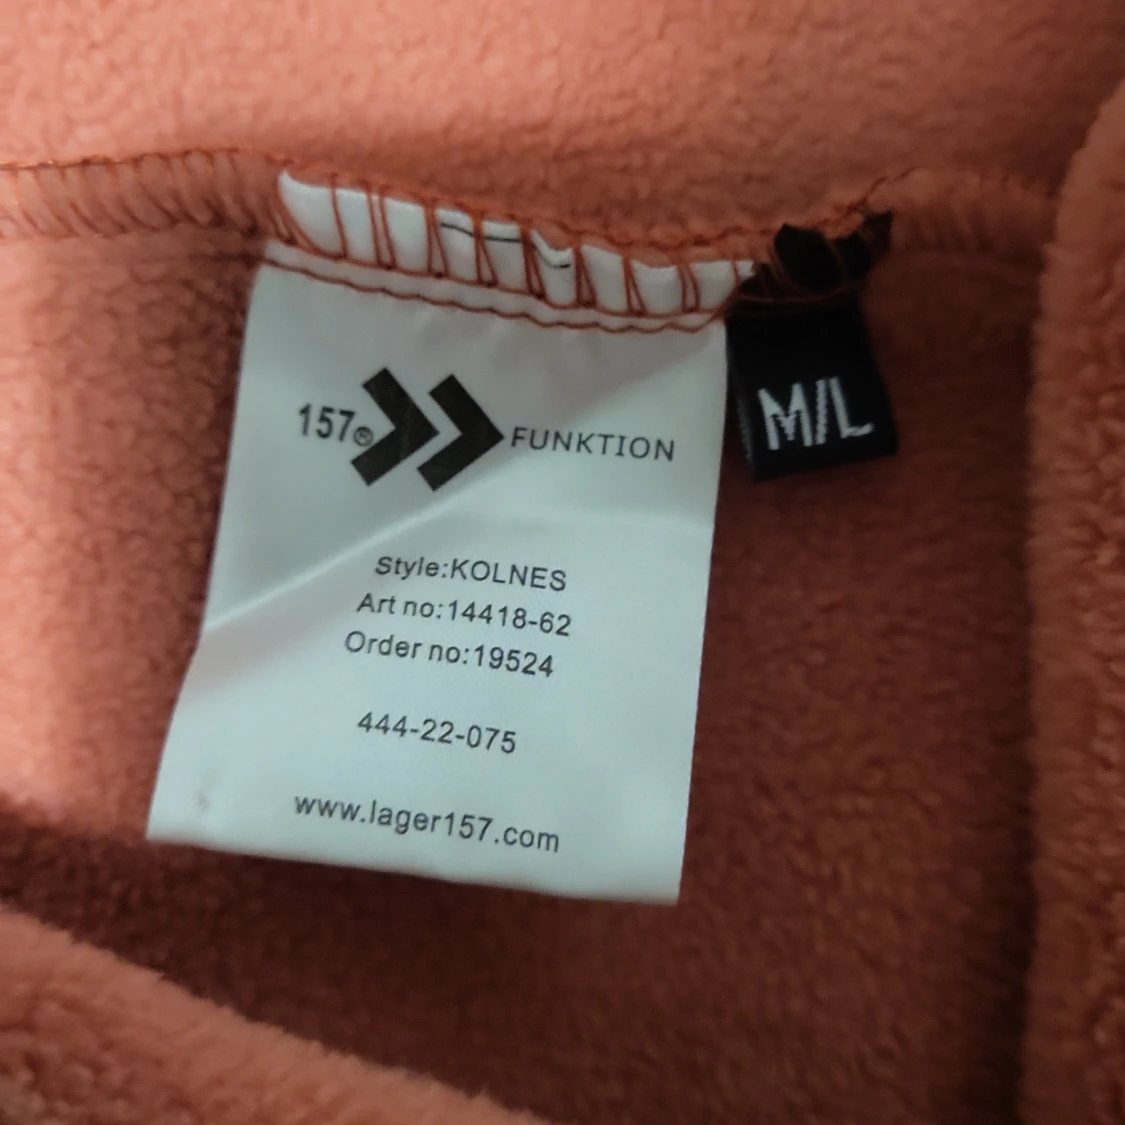 157® FUNKTION
M/L
Style:KOLNES
Art no:14418-62
Order no:19524
444-22-075
www.lager157.com